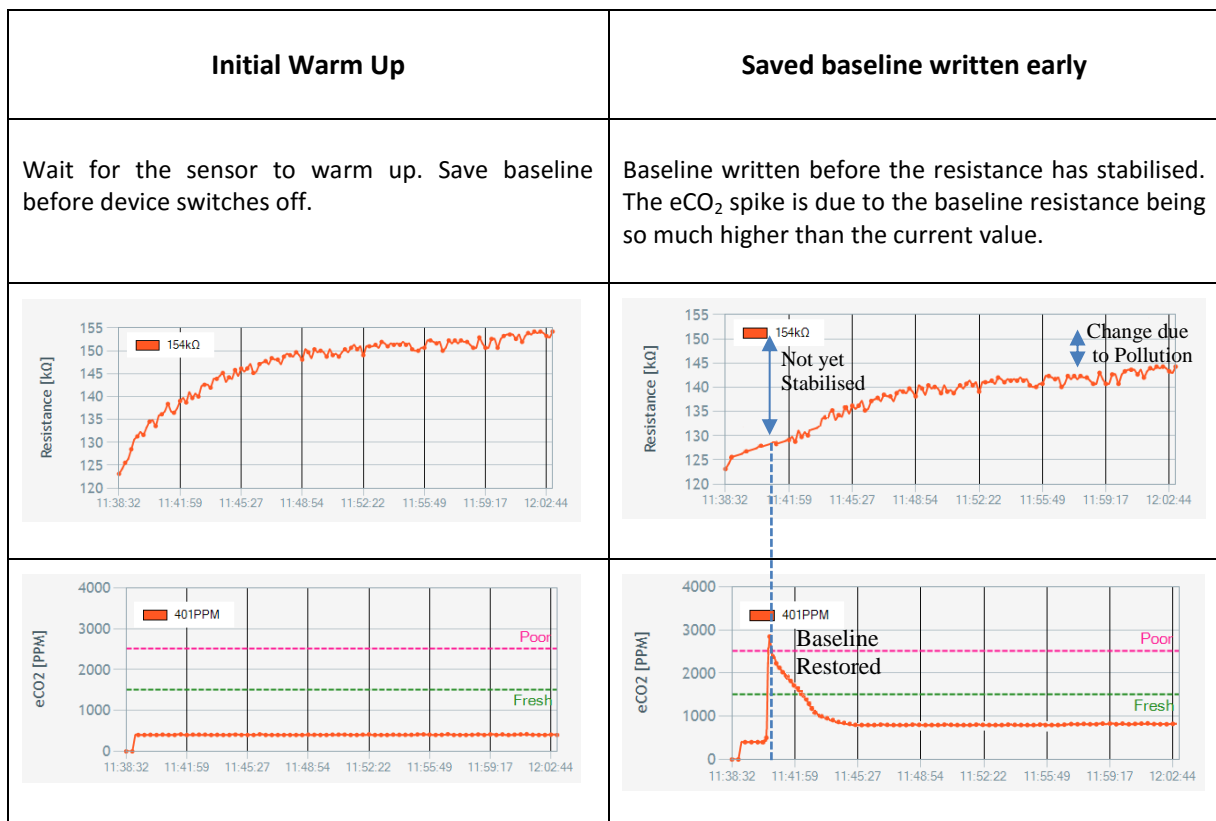 Initial Warm Up
Saved baseline written early
Wait for the sensor to warm up. Save baseline
before device switches off.
Baseline written before the resistance has stabilised.
The eCO₂ spike is due to the baseline resistance being
so much higher than the current value.
155
150
145
140
135
130
125
120
Resistance [kΩ]
154kΩ
11:38:32 11:41:59 11:45:27 11:48:54 11:52:22 11:55:49 11:59:17 12:02:44
155
150
145
140
135
130
125
120
Resistance [kΩ]
154kΩ
Not yet
Stabilised
Change due
to Pollution
11:38:32 11:41:59 11:45:27 11:48:54 11:52:22 11:55:49 11:59:17 12:02:44
4000
3000
2000
1000
0
eCO2 [PPM]
401PPM
Poor
Fresh
11:38:32 11:41:59 11:45:27 11:48:54 11:52:22 11:55:49 11:59:17 12:02:44
4000
3000
2000
1000
0
eCO2 [PPM]
401PPM
Baseline
Restored
Poor
Fresh
11:38:32 11:41:59 11:45:27 11:48:54 11:52:22 11:55:49 11:59:17 12:02:44